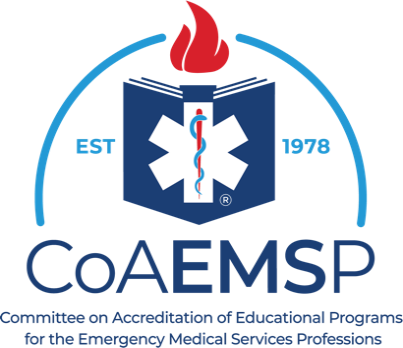 EST 1978
®
CoAEMSP
Committee on Accreditation of Educational Programs
for the Emergency Medical Services Professions